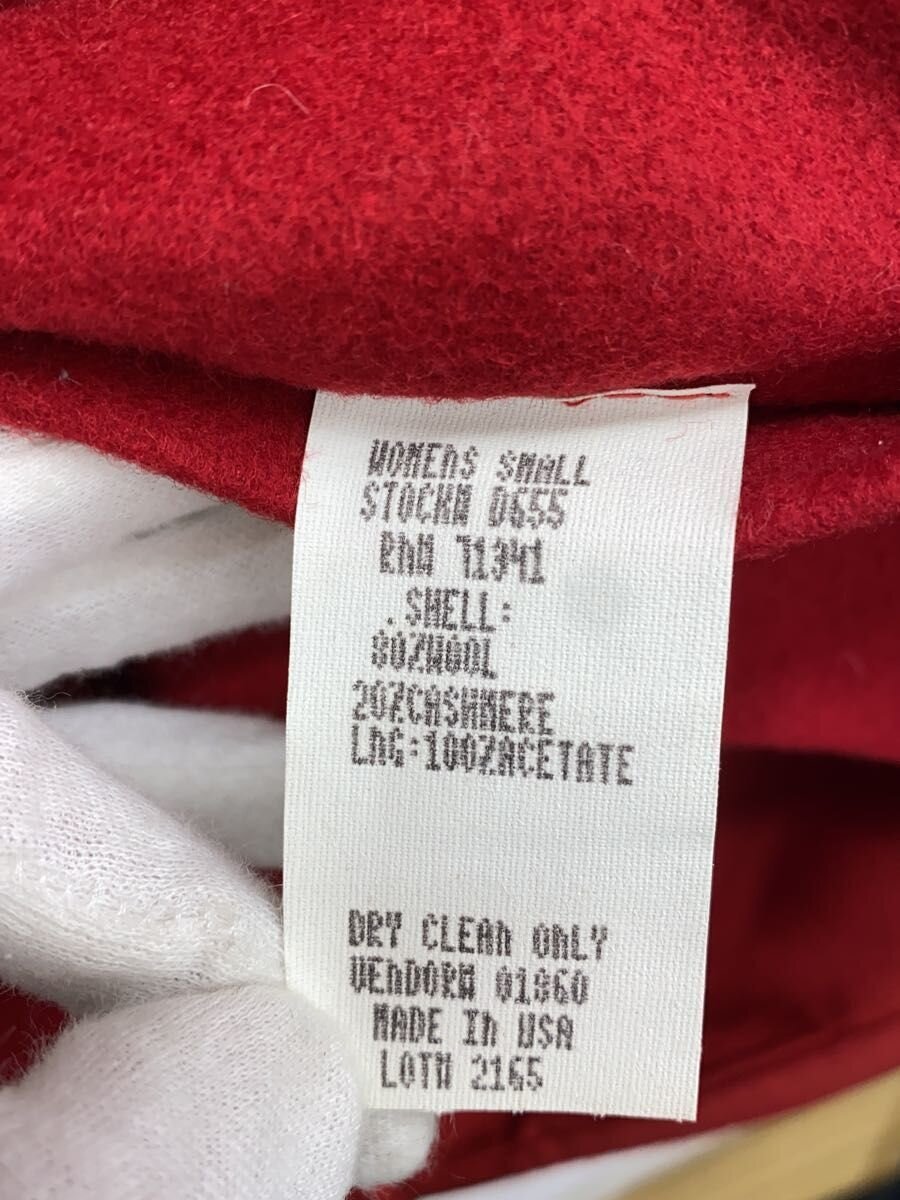 WOMENS SMALL
STOCK# D655
RN# 71341
.SHELL:
80%WOOL
20%CASHMERE
LNG:100%ACETATE
DRY CLEAN ONLY
VENDOR# 01860
MADE IN USA
LOT# 2165